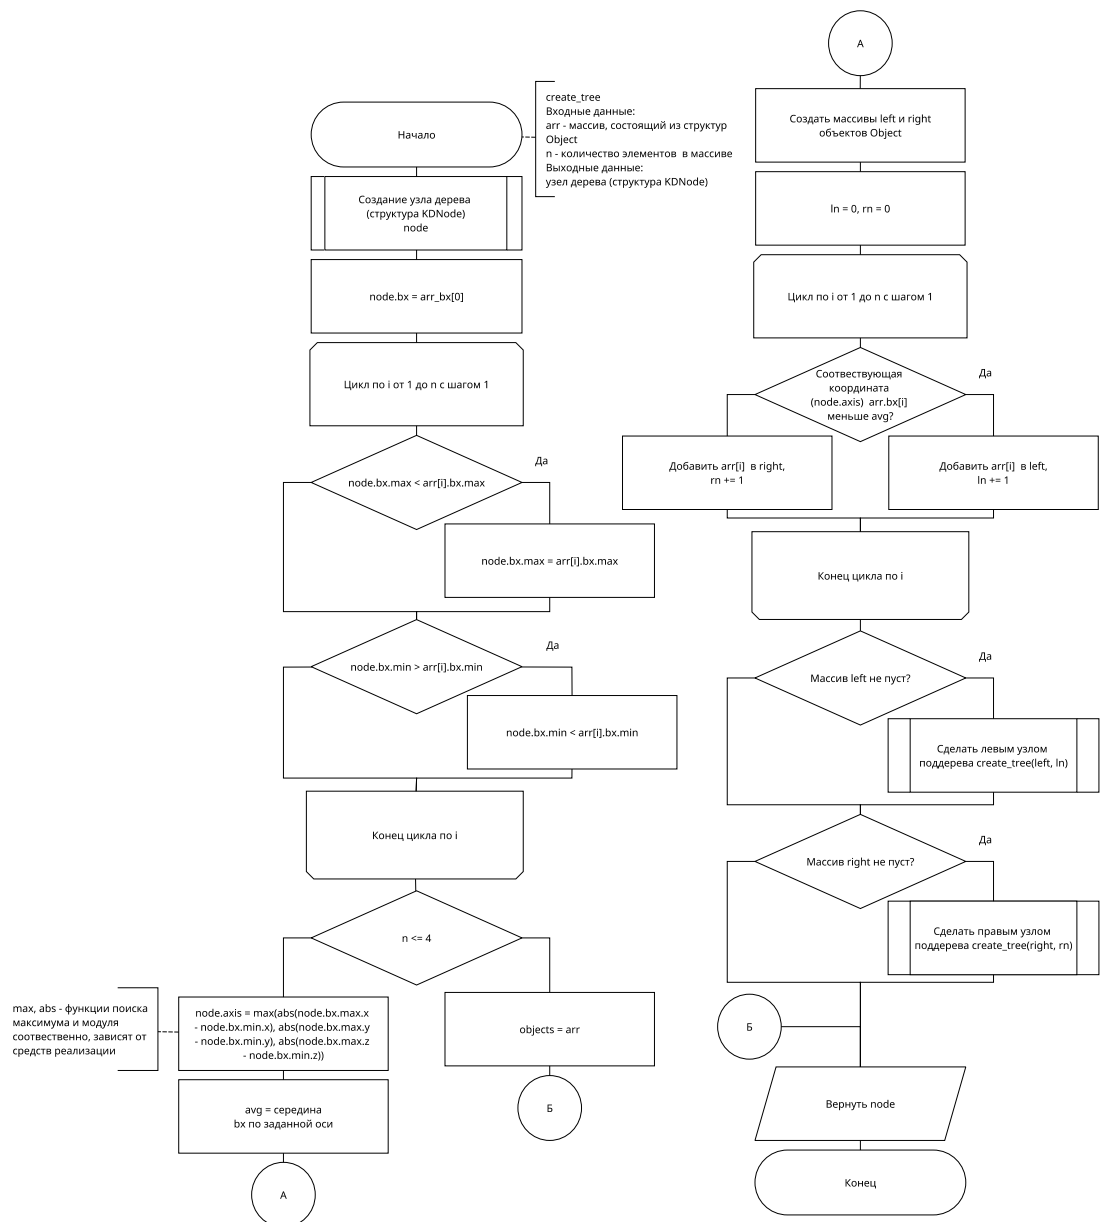 Начало
create_tree
Входные данные:
arr - массив, состоящий из структур
Object
n - количество элементов в массиве
Выходные данные:
узел дерева (структура KDNode)
Создание узла дерева
(структура KDNode)
node
node.bx = arr_bx[0]
Цикл по i от 1 до n с шагом 1
node.bx.max < arr[i].bx.max
Да
node.bx.max = arr[i].bx.max
node.bx.min > arr[i].bx.min
Да
node.bx.min < arr[i].bx.min
Конец цикла по i
n <= 4
max, abs - функции поиска
максимума и модуля
соотвественно, зависят от
средств реализации
node.axis = max(abs(node.bx.max.x
- node.bx.min.x), abs(node.bx.max.y
- node.bx.min.y), abs(node.bx.max.z
- node.bx.min.z))
objects = arr
Б
avg = середина
bx по заданной оси
А
А
Создать массивы left и right
объектов Object
ln = 0, rn = 0
Цикл по i от 1 до n с шагом 1
Соотвествующая
координата
(node.axis) arr.bx[i]
меньше avg?
Да
Добавить arr[i] в right,
rn += 1
Добавить arr[i] в left,
ln += 1
Конец цикла по i
Массив left не пуст?
Да
Сделать левым узлом
поддерева create_tree(left, ln)
Массив right не пуст?
Да
Сделать правым узлом
поддерева create_tree(right, rn)
Б
Вернуть node
Конец